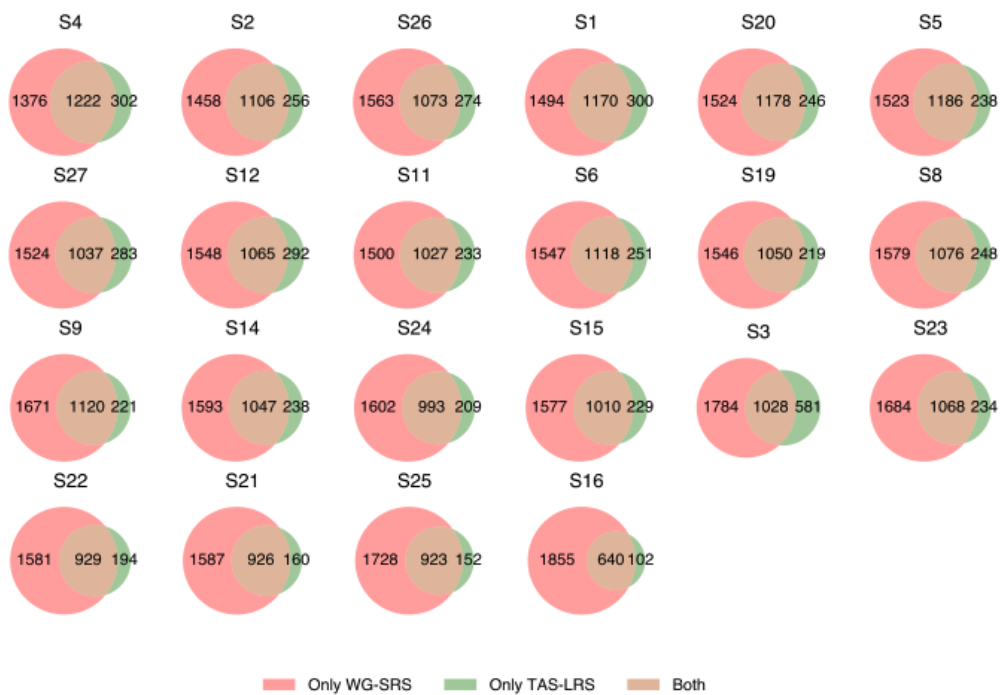 S4 S2 S26 S1 S20 S5
1376 1222 302 1458 1106 256 1563 1073 274 1494 1170 300 1524 1178 246 1523 1186 238
S27 S12 S11 S6 S19 S8
1524 1037 283 1548 1065 292 1500 1027 233 1547 1118 251 1546 1050 219 1579 1076 248
S9 S14 S24 S15 S3 S23
1671 1120 221 1593 1047 238 1602 993 209 1577 1010 229 1784 1028 581 1684 1068 234
S22 S21 S25 S16
1581 929 194 1587 926 160 1728 923 152 1855 640 102
Only WG-SRS Only TAS-LRS Both